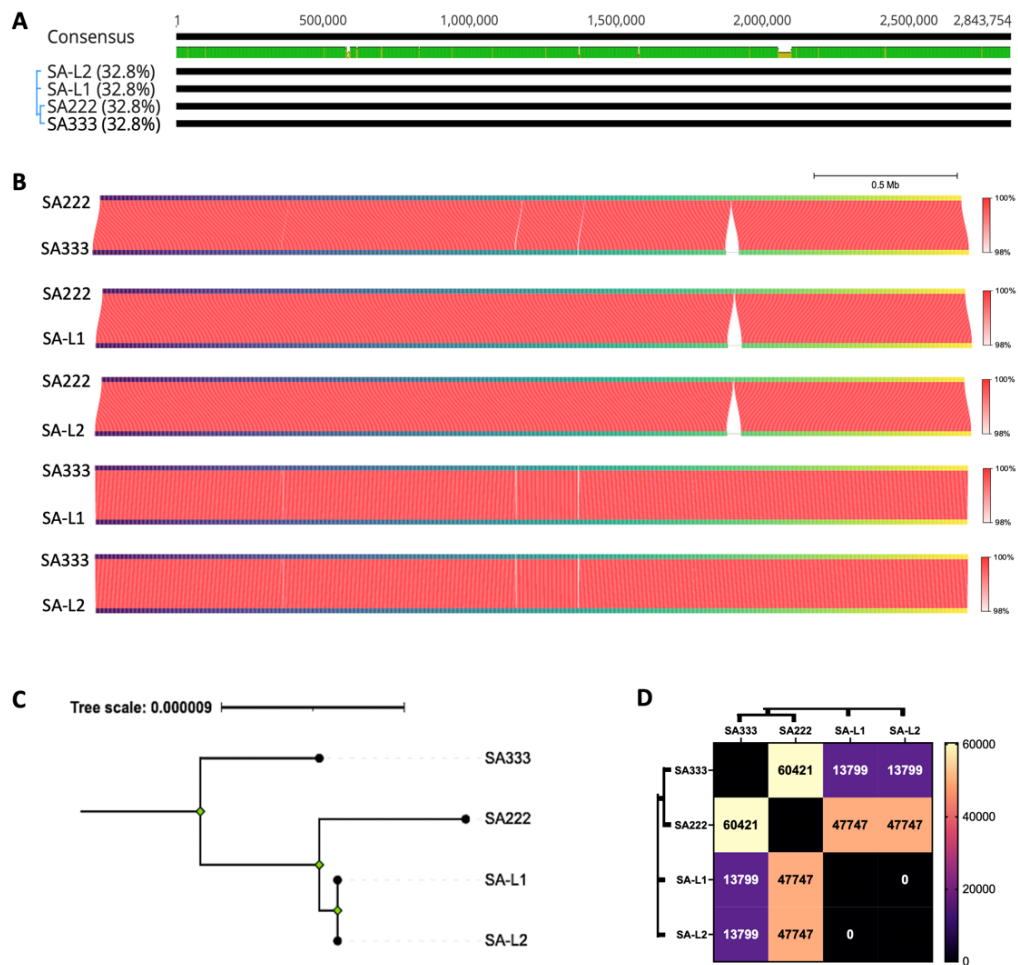 A
1 500,000 1,000,000 1,500,000 2,000,000 2,500,000 2,843,754
Consensus
SA-L2 (32.8%)
SA-L1 (32.8%)
SA222 (32.8%)
SA333 (32.8%)
B
0.5 Mb
SA222
100%
SA333
98%
SA222
100%
SA-L1
98%
SA222
100%
SA-L2
98%
SA333
100%
SA-L1
98%
SA333
100%
SA-L2
98%
C
Tree scale: 0.000009
SA333
SA222
SA-L1
SA-L2
D
SA333 SA222 SA-L1 SA-L2
SA333 60421 13799 13799
SA222 60421 47747 47747
SA-L1 13799 47747 0
SA-L2 13799 47747 0
60000
40000
20000
0